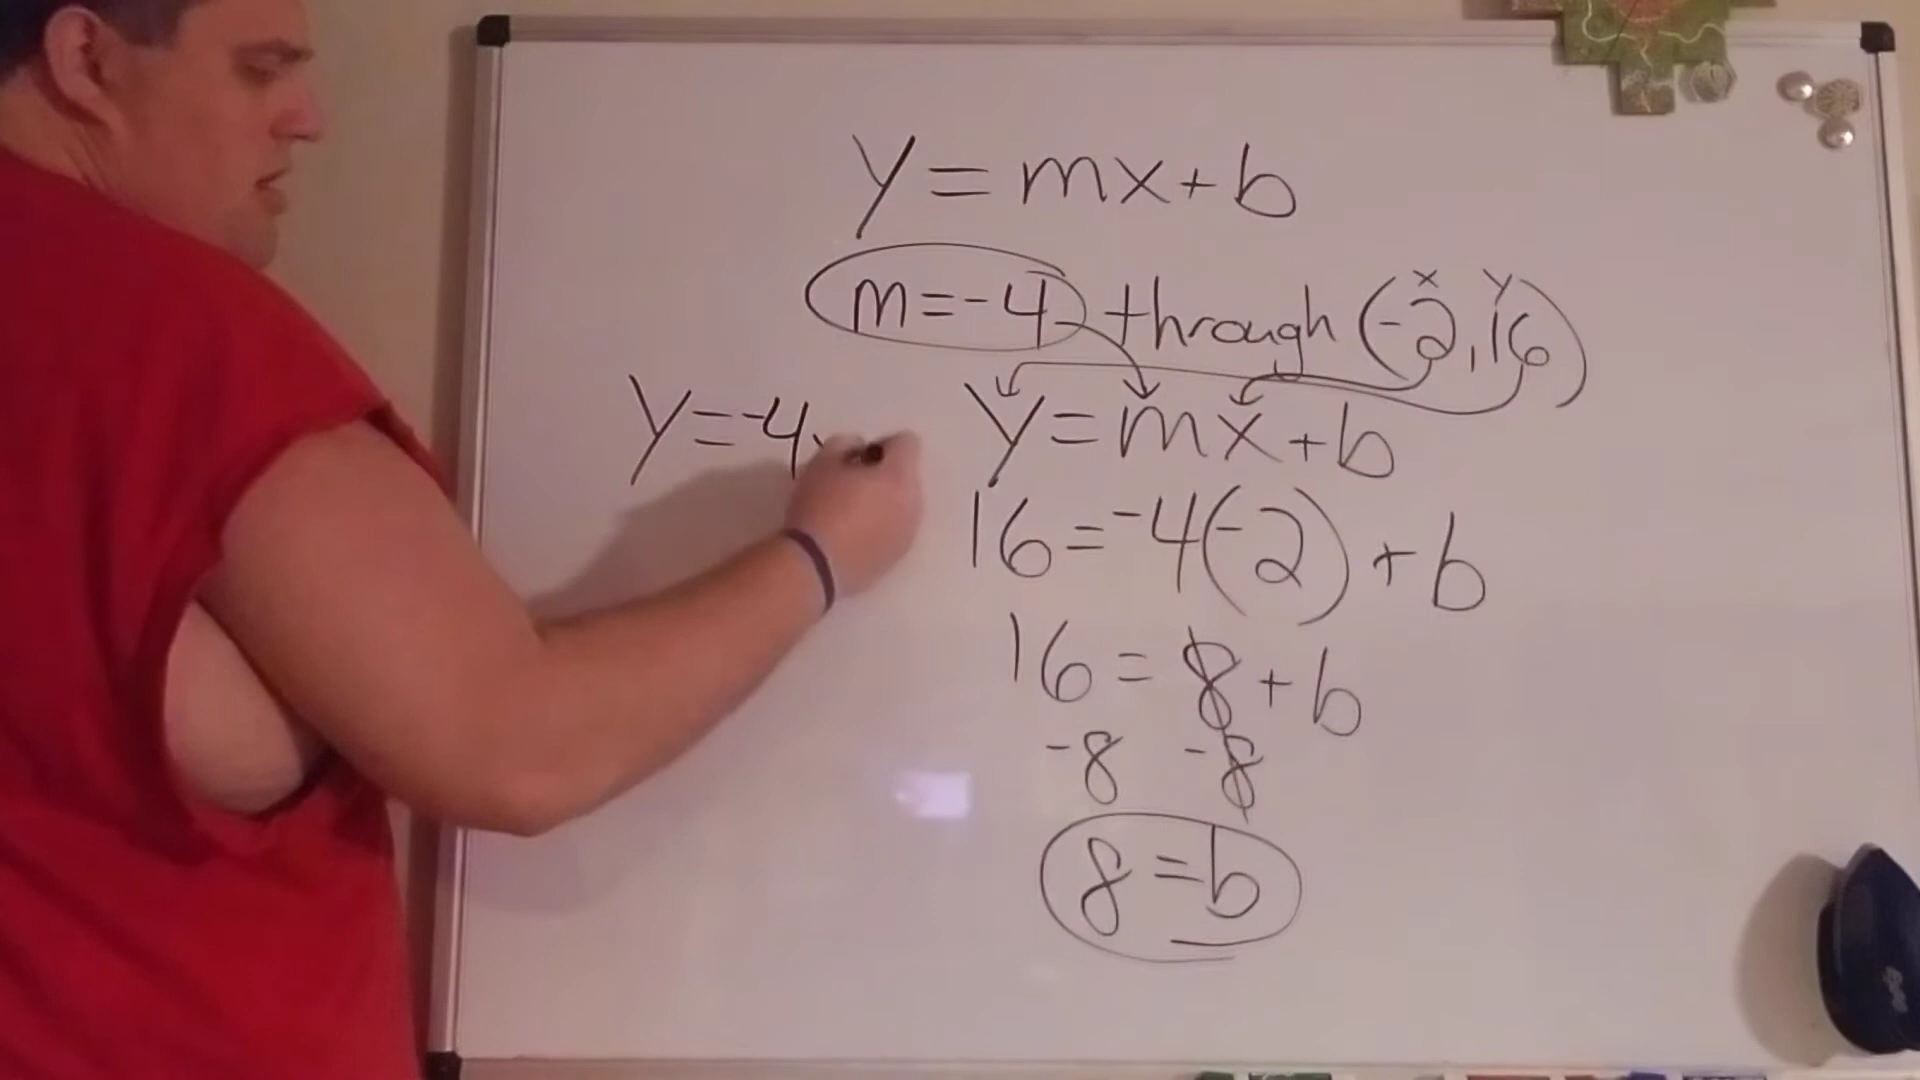 y = mx + b
m = -4 through (-2, 16)
x y
y = -4x
y = mx + b
16 = -4(-2) + b
16 = 8 + b
-8 -8
8 = b